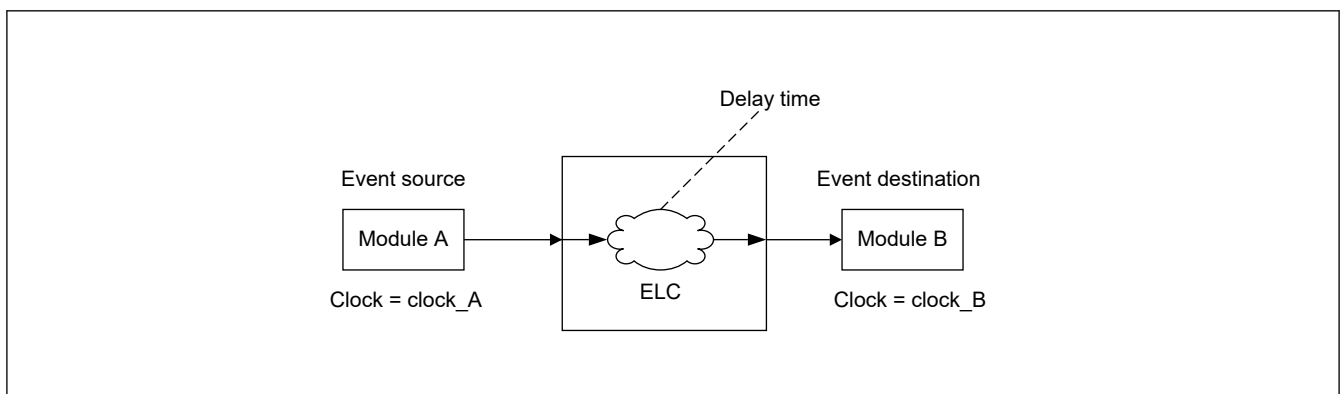 Delay time
Event source
Event destination
Module A
Module B
ELC
Clock = clock_A
Clock = clock_B